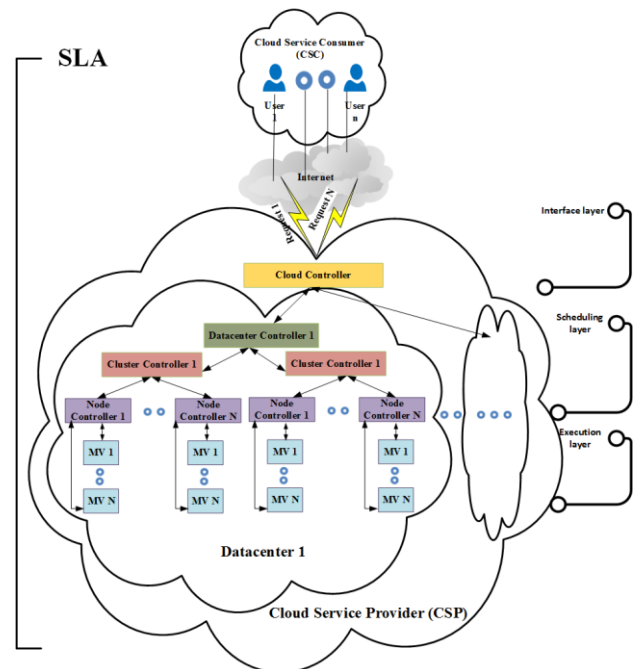 SLA
Cloud Service Consumer
(CSC)
User
1
User
n
Internet
Request 1
Request N
Interface layer
Cloud Controller
Scheduling
layer
Datacenter Controller 1
Cluster Controller 1
Cluster Controller 1
Node
Controller 1
Node
Controller N
Node
Controller 1
Node
Controller N
Execution
layer
MV 1
MV 1
MV 1
MV 1
MV N
MV N
MV N
MV N
Datacenter 1
Cloud Service Provider (CSP)